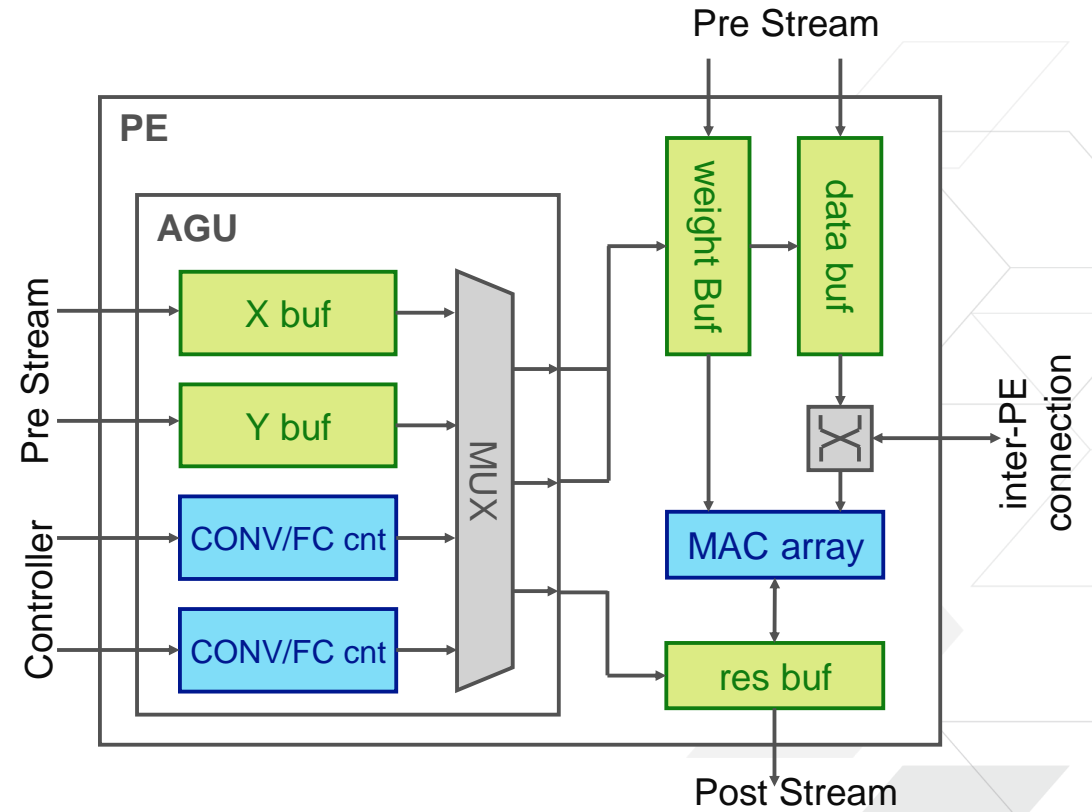 Pre Stream
PE
AGU
X buf
Y buf
CONV/FC cnt
CONV/FC cnt
MUX
weight Buf
data buf
MAC array
res buf
Pre Stream
Controller
inter-PE
connection
Post Stream